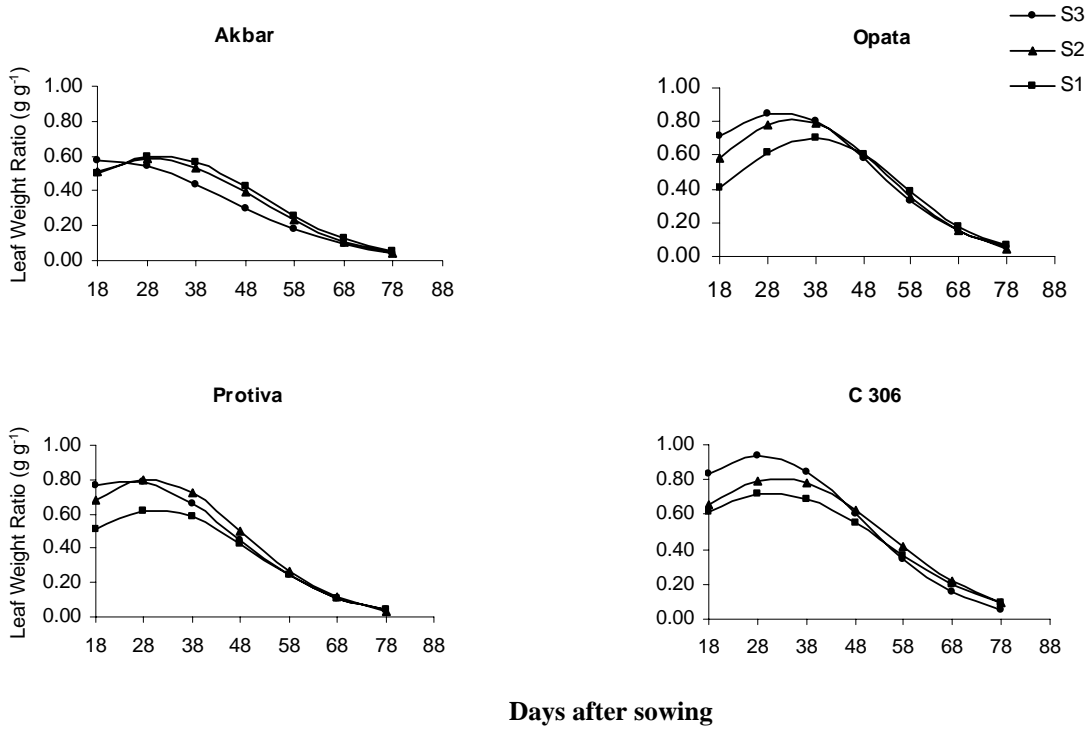 Akbar
Leaf Weight Ratio (g g-1)
1.00
0.80
0.60
0.40
0.20
0.00
18 28 38 48 58 68 78 88
Opata
S3
S2
S1
1.00
0.80
0.60
0.40
0.20
0.00
18 28 38 48 58 68 78 88
Protiva
Leaf Weight Ratio (g g-1)
1.00
0.80
0.60
0.40
0.20
0.00
18 28 38 48 58 68 78 88
C 306
1.00
0.80
0.60
0.40
0.20
0.00
18 28 38 48 58 68 78 88
Days after sowing